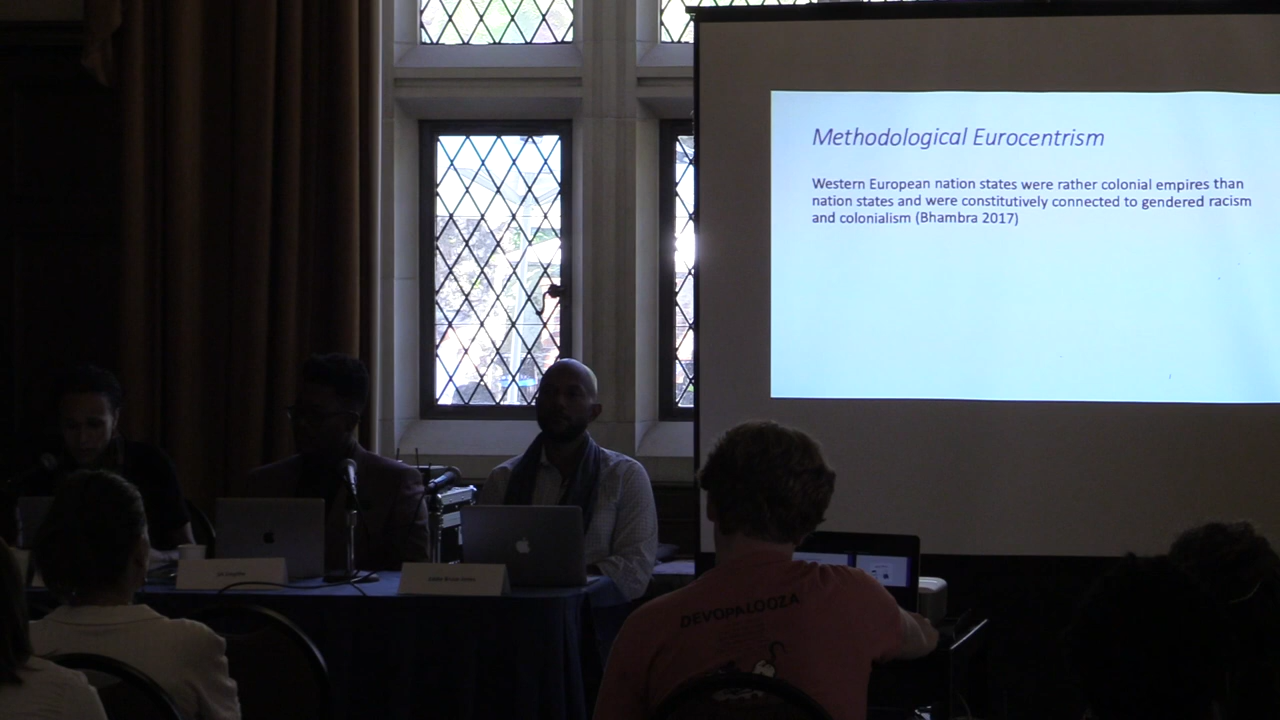 Methodological Eurocentrism
Western European nation states were rather colonial empires than
nation states and were constitutively connected to gendered racism
and colonialism (Bhambra 2017)
DEVOPALOOZA